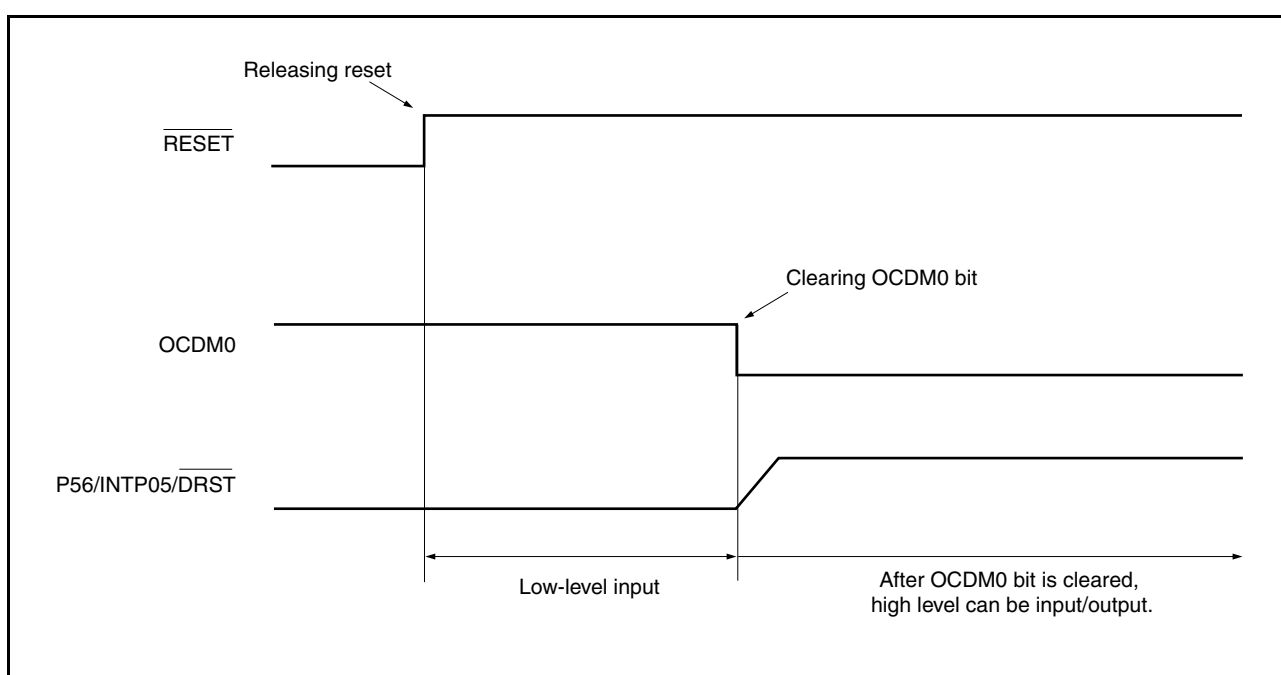 Releasing reset
RESET
Clearing OCDM0 bit
OCDM0
P56/INTP05/DRST
Low-level input
After OCDM0 bit is cleared,
high level can be input/output.